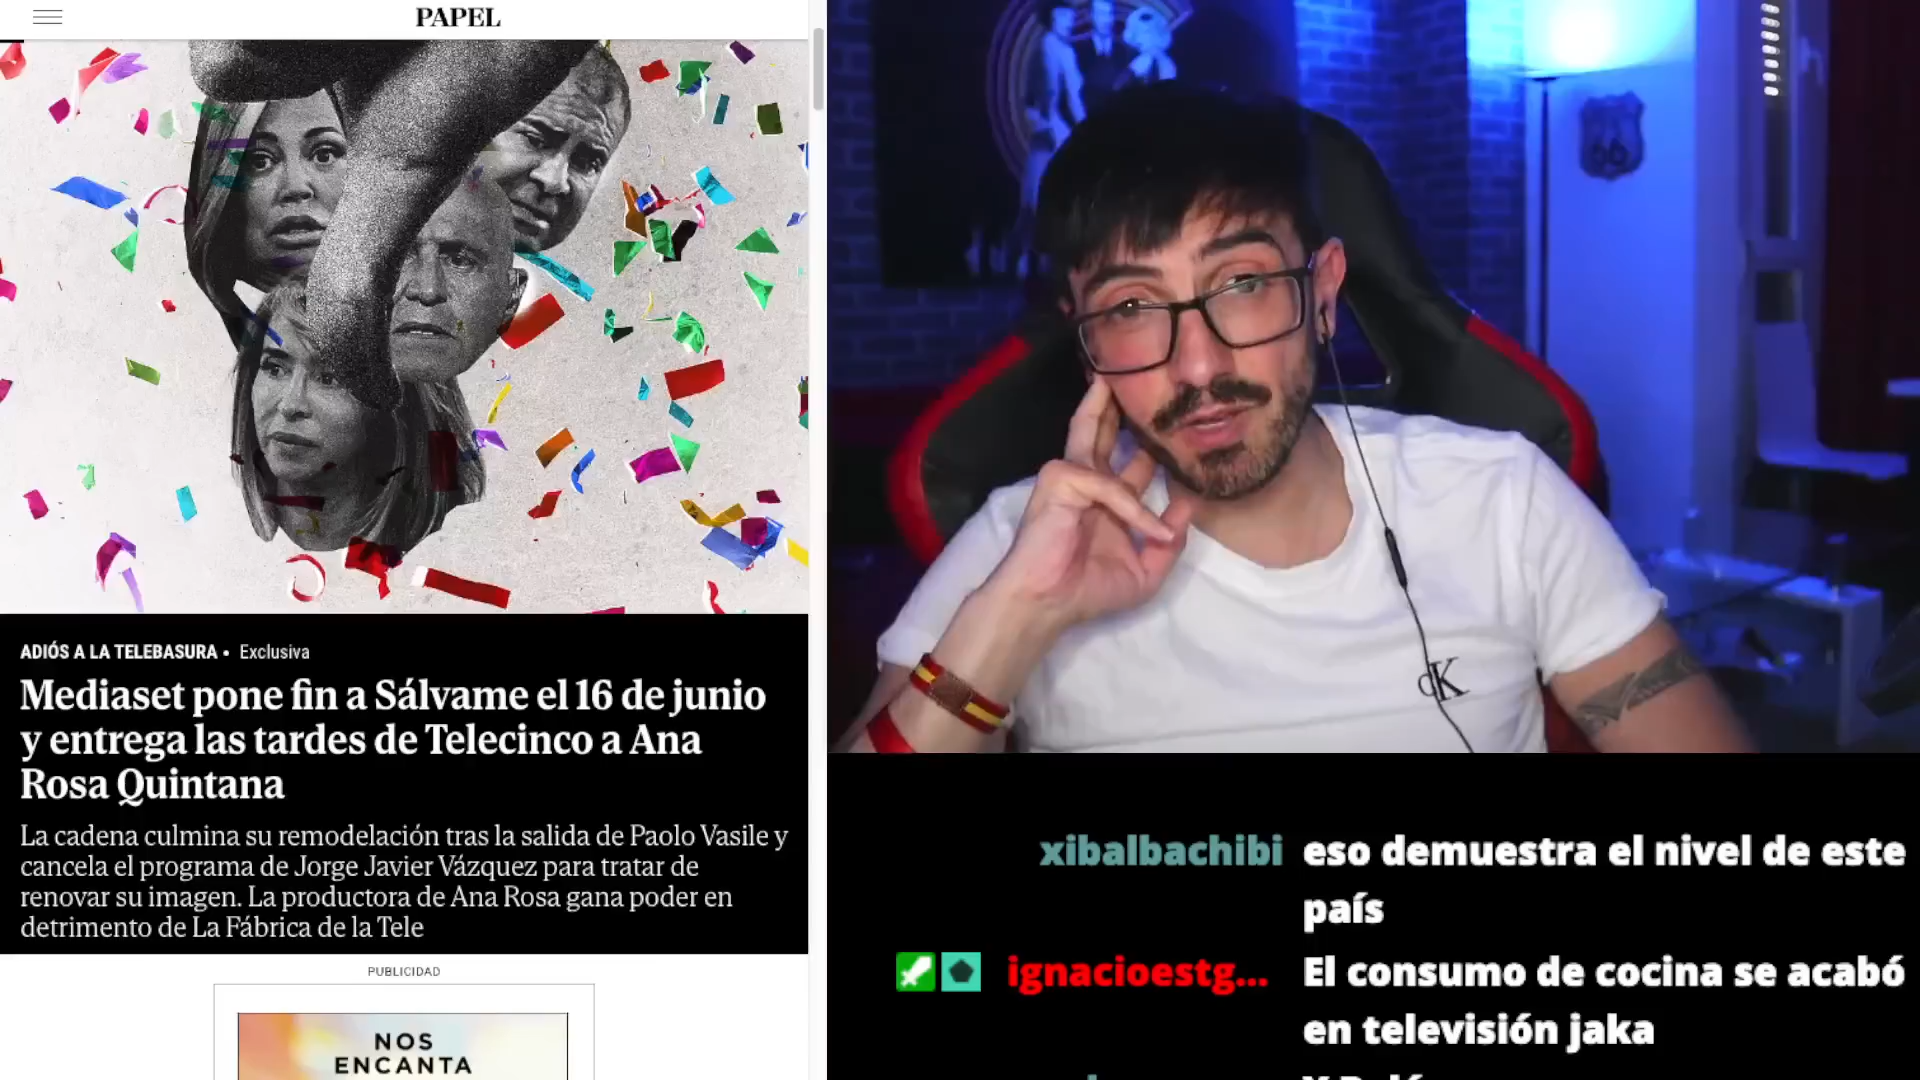 PAPEL
ADIÓS A LA TELEBASURA • Exclusiva
Mediaset pone fin a Sálvame el 16 de junio
y entrega las tardes de Telecinco a Ana
Rosa Quintana
La cadena culmina su remodelación tras la salida de Paolo Vasile y
cancela el programa de Jorge Javier Vázquez para tratar de
renovar su imagen. La productora de Ana Rosa gana poder en
detrimento de La Fábrica de la Tele
PUBLICIDAD
NOS
ENCANTA
66
cK
xibalbachibi eso demuestra el nivel de este
país
ignacioestg... El consumo de cocina se acabó
en televisión jaka